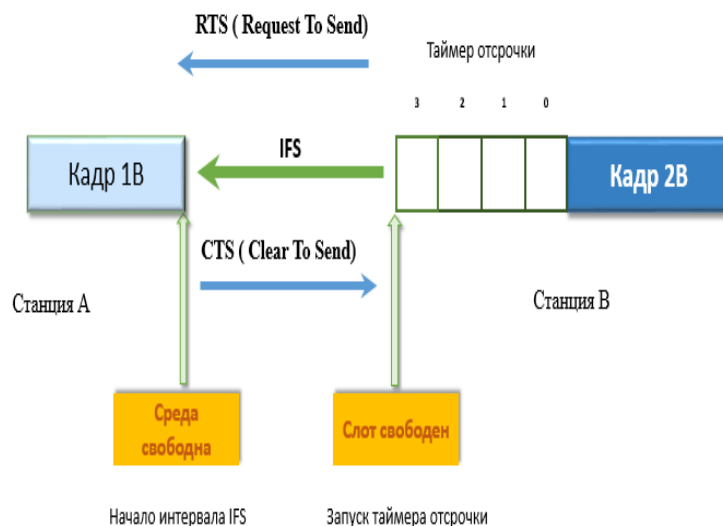 RTS ( Request To Send)
Таймер отсрочки
3 2 1 0
Кадр 1В
IFS
Кадр 2В
CTS ( Clear To Send)
Станция А
Станция В
Среда
свободна
Слот свободен
Начало интервала IFS
Запуск таймера отсрочки